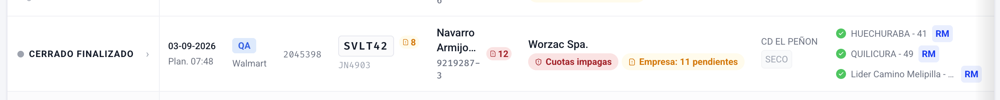 6
CERRADO FINALIZADO ›
03-09-2026
Plan. 07:48
QA
Walmart
2045398
SVLT42
8
JN4903
Navarro
Armijo...
9219287-
3
12
Worzac Spa.
Cuotas impagas
Empresa: 11 pendientes
CD EL PEÑON
SECO
HUECHURABA - 41 RM
QUILICURA - 49 RM
Lider Camino Melipilla - ... RM